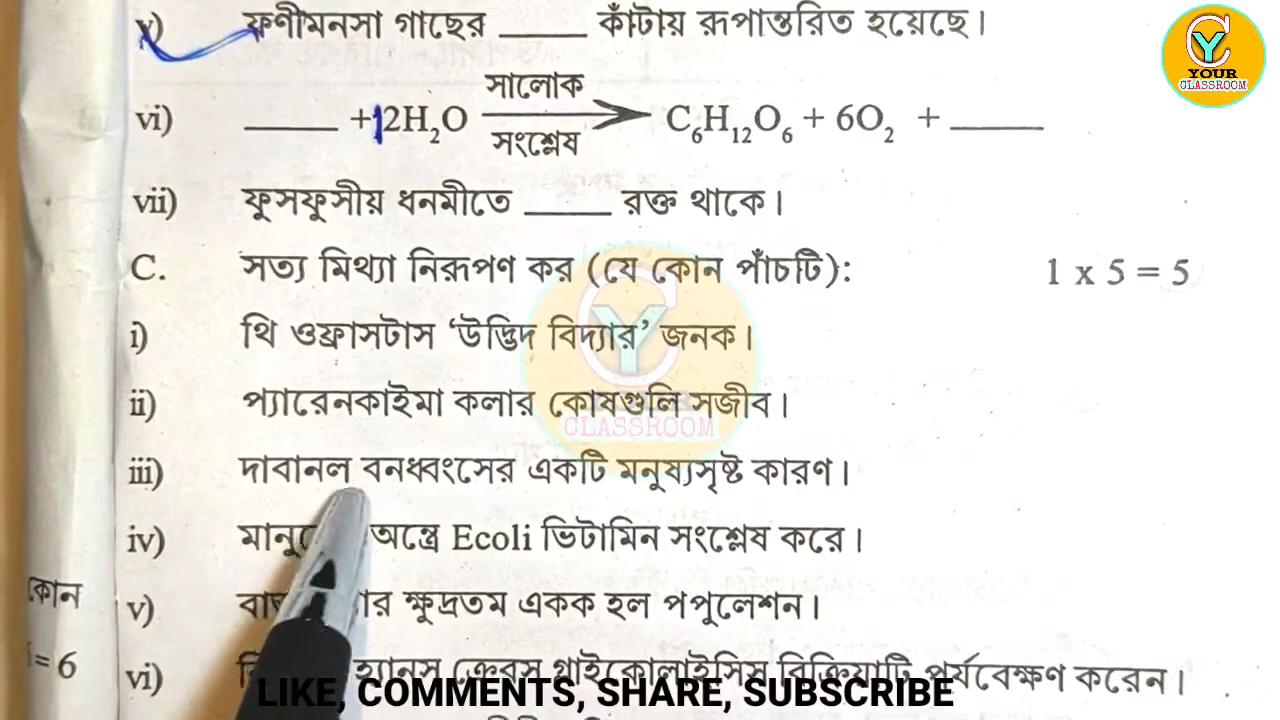 v) ফণীমনসা গাছের _____ কাঁটায় রূপান্তরিত হয়েছে।
YOUR
CLASSROOM
vi) _____ + 12H₂O সালোক সংশ্লেষ → C₆H₁₂O₆ + 6O₂ + _____
vii) ফুসফুসীয় ধনমীতে _____ রক্ত থাকে।
C. সত্য মিথ্যা নিরূপণ কর (যে কোন পাঁচটি): 1 x 5 = 5
i) থি ওফ্রাসটাস ‘উদ্ভিদ বিদ্যার’ জনক।
ii) প্যারেনকাইমা কলার কোষগুলি সজীব।
CLASSROOM
iii) দাবানল বনধ্বংসের একটি মনুষ্যসৃষ্ট কারণ।
iv) অন্ত্রে Ecoli ভিটামিন সংশ্লেষ করে।
কোন
v) ক্ষুদ্রতম একক হল পপুলেশন।
= 6
vi) হ্যানস ক্রেবস গ্লাইকোলাইসিস বিক্রিয়াটি পর্যবেক্ষণ করেন।
LIKE, COMMENTS, SHARE, SUBSCRIBE